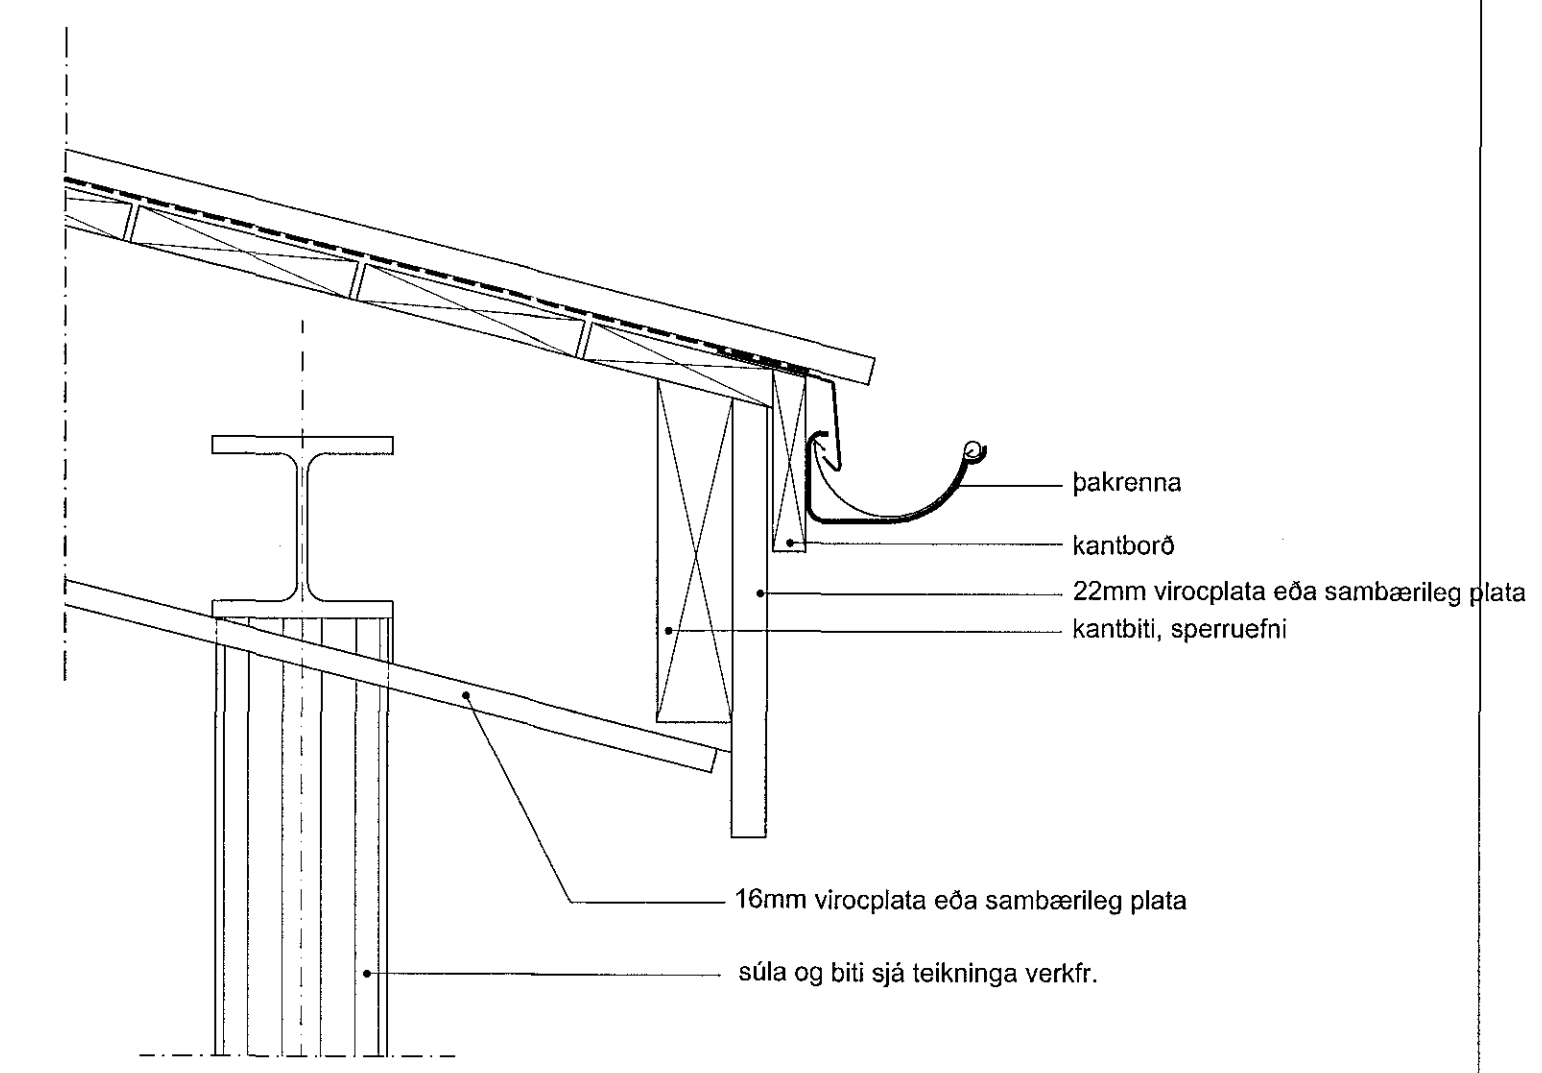 þakrenna
kantborð
22mm virocplata eða sambærileg plata
kantbiti, sperruefni
16mm virocplata eða sambærileg plata
súla og biti sjá teikninga verkfr.